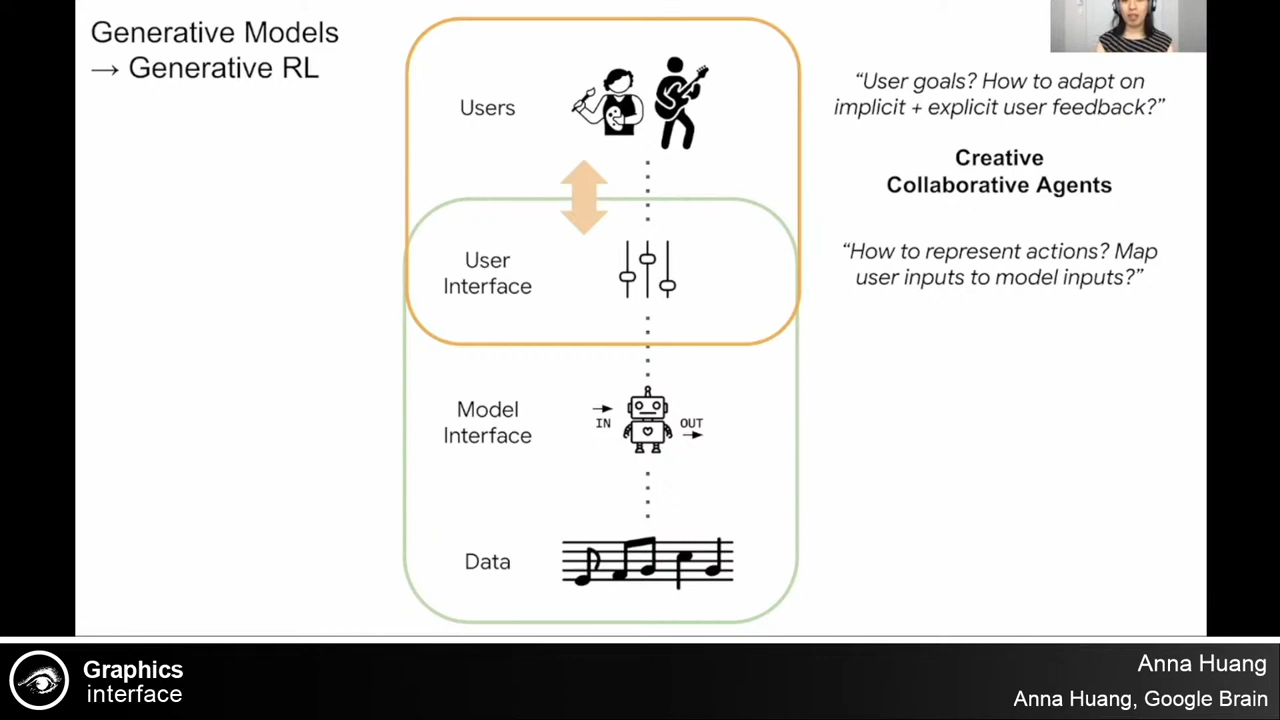 Generative Models
→ Generative RL
Users
"User goals? How to adapt on
implicit + explicit user feedback?"
Creative
Collaborative Agents
User
Interface
"How to represent actions? Map
user inputs to model inputs?"
Model
Interface
IN
OUT
Data
Graphics
interface
Anna Huang
Anna Huang, Google Brain